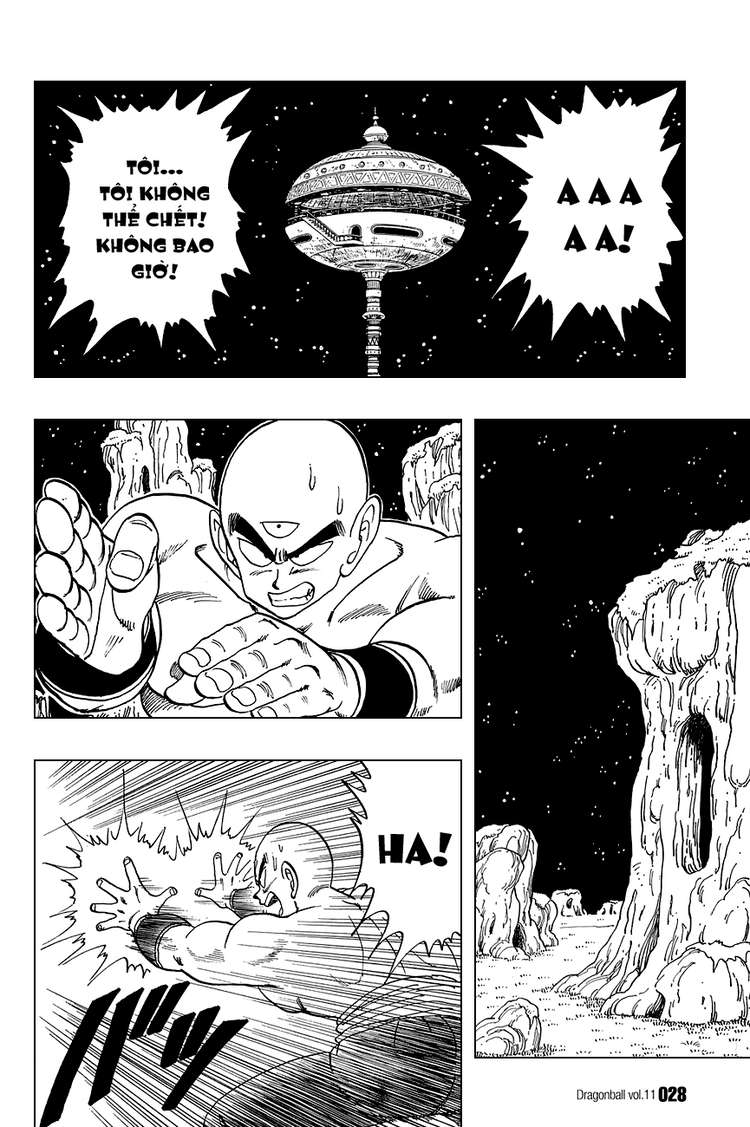 A A A
A A!
TÔI...
TÔI KHÔNG
THỂ CHẾT!
KHÔNG BAO
GIỜ!
HA!
バッ
Dragonball vol.11 028